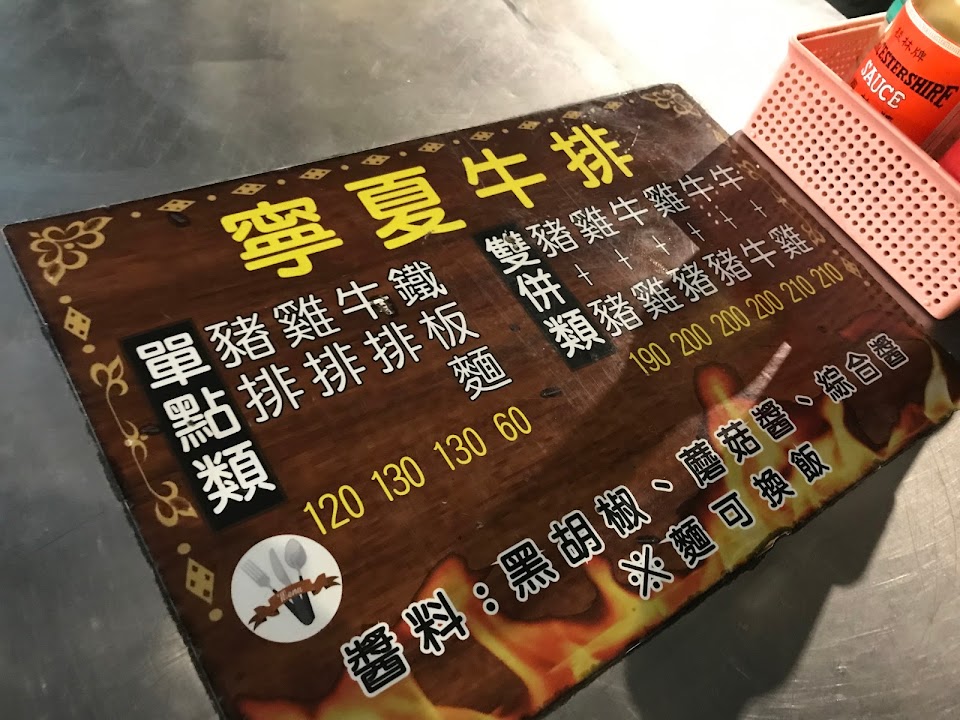 寧夏牛排
單點類
豬排 120
雞排 130
牛排 130
鐵板麵 60
雙併類
豬+豬 190
雞+雞 200
牛+豬 200
雞+豬 200
牛+牛 210
牛+雞 210
醬料：黑胡椒、蘑菇醬、綜合醬
※麵可換飯
Menu
ESTERSHIRE
SAUCE